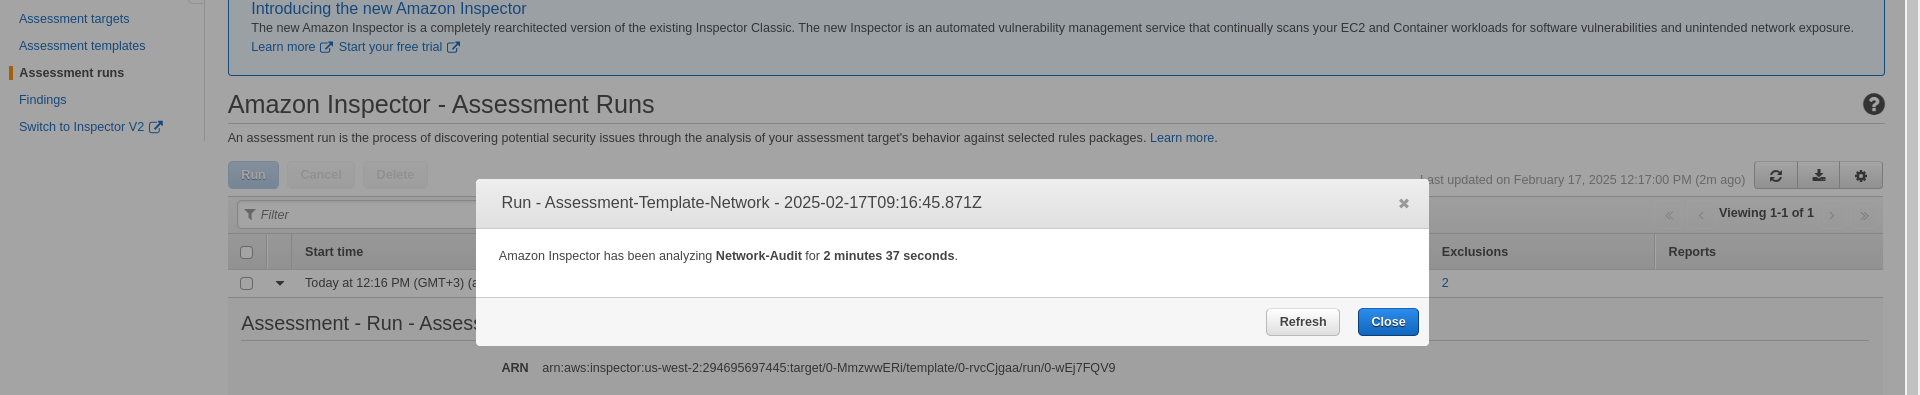 Assessment targets
Assessment templates
Assessment runs
Findings
Switch to Inspector V2
Introducing the new Amazon Inspector
The new Amazon Inspector is a completely rearchitected version of the existing Inspector Classic. The new Inspector is an automated vulnerability management service that continually scans your EC2 and Container workloads for software vulnerabilities and unintended network exposure.
Learn more Start your free trial
Amazon Inspector - Assessment Runs
An assessment run is the process of discovering potential security issues through the analysis of your assessment target's behavior against selected rules packages. Learn more.
Run Cancel Delete
Last updated on February 17, 2025 12:17:00 PM (2m ago)
Filter
Viewing 1-1 of 1
Start time Exclusions Reports
Today at 12:16 PM (GMT+3) 2
Run - Assessment-Template-Network - 2025-02-17T09:16:45.871Z
Amazon Inspector has been analyzing Network-Audit for 2 minutes 37 seconds.
Refresh Close
Assessment - Run - Assess
ARN arn:aws:inspector:us-west-2:294695697445:target/0-MmzwwERi/template/0-rvcCjgaa/run/0-wEj7FQV9